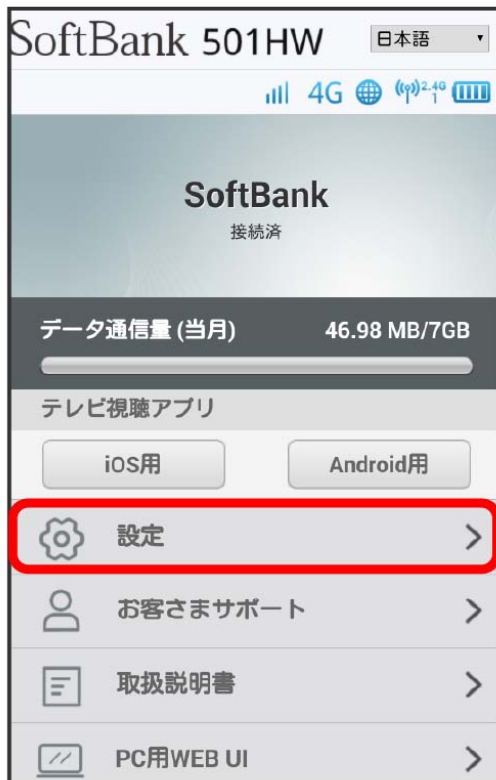 SoftBank 501HW 日本語
4G 2.4G 1
SoftBank
接続済
データ通信量 (当月) 46.98 MB/7GB
テレビ視聴アプリ
iOS用 Android用
設定
お客さまサポート
取扱説明書
PC用WEB UI